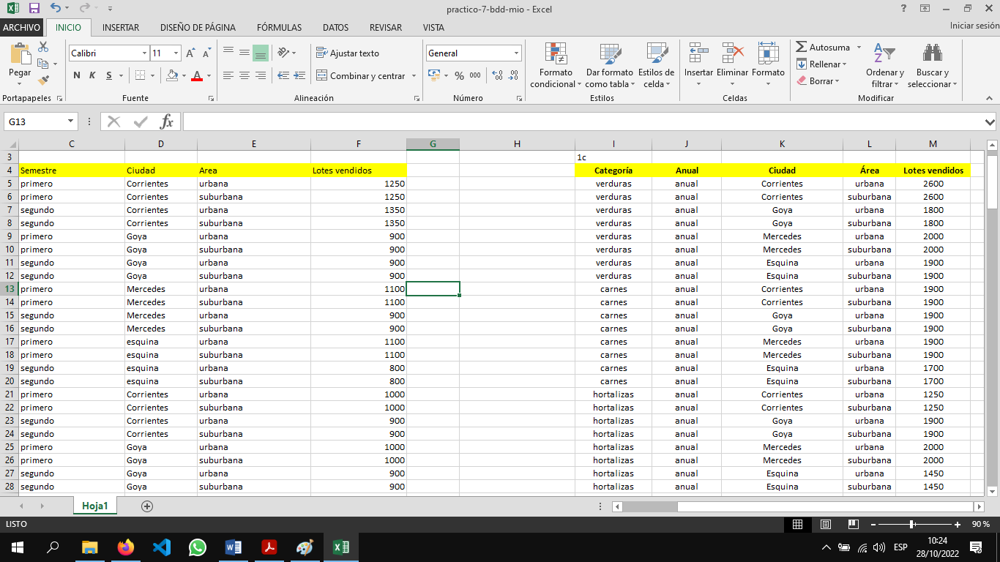 practico-7-bdd-mio - Excel
ARCHIVO INICIO INSERTAR DISEÑO DE PÁGINA FÓRMULAS DATOS REVISAR VISTA Iniciar sesión
Pegar Calibri 11 Ajustar texto General Formato condicional Dar formato como tabla Estilos de celda Insertar Eliminar Formato Autosuma Rellenar Borrar Ordenar y filtrar Buscar y seleccionar
N K S Combinar y centrar % 000
Portapapeles Fuente Alineación Número Estilos Celdas Modificar
G13 fx
C D E F G H I J K L M
3 1c
4 Semestre Ciudad Area Lotes vendidos Categoría Anual Ciudad Área Lotes vendidos
5 primero Corrientes urbana 1250 verduras anual Corrientes urbana 2600
6 primero Corrientes suburbana 1250 verduras anual Corrientes suburbana 2600
7 segundo Corrientes urbana 1350 verduras anual Goya urbana 1800
8 segundo Corrientes suburbana 1350 verduras anual Goya suburbana 1800
9 primero Goya urbana 900 verduras anual Mercedes urbana 2000
10 primero Goya suburbana 900 verduras anual Mercedes suburbana 2000
11 segundo Goya urbana 900 verduras anual Esquina urbana 1900
12 segundo Goya suburbana 900 verduras anual Esquina suburbana 1900
13 primero Mercedes urbana 1100 carnes anual Corrientes urbana 1900
14 primero Mercedes suburbana 1100 carnes anual Corrientes suburbana 1900
15 segundo Mercedes urbana 900 carnes anual Goya urbana 1900
16 segundo Mercedes suburbana 900 carnes anual Goya suburbana 1900
17 primero esquina urbana 1100 carnes anual Mercedes urbana 1900
18 primero esquina suburbana 1100 carnes anual Mercedes suburbana 1900
19 segundo esquina urbana 800 carnes anual Esquina urbana 1700
20 segundo esquina suburbana 800 carnes anual Esquina suburbana 1700
21 primero Corrientes urbana 1000 hortalizas anual Corrientes urbana 1250
22 primero Corrientes suburbana 1000 hortalizas anual Corrientes suburbana 1250
23 segundo Corrientes urbana 900 hortalizas anual Goya urbana 1900
24 segundo Corrientes suburbana 900 hortalizas anual Goya suburbana 1900
25 primero Goya urbana 1000 hortalizas anual Mercedes urbana 2000
26 primero Goya suburbana 1000 hortalizas anual Mercedes suburbana 2000
27 segundo Goya urbana 900 hortalizas anual Esquina urbana 1450
28 segundo Goya suburbana 900 hortalizas anual Esquina suburbana 1450
Hoja1
LISTO 90 %
ESP 10:24
28/10/2022